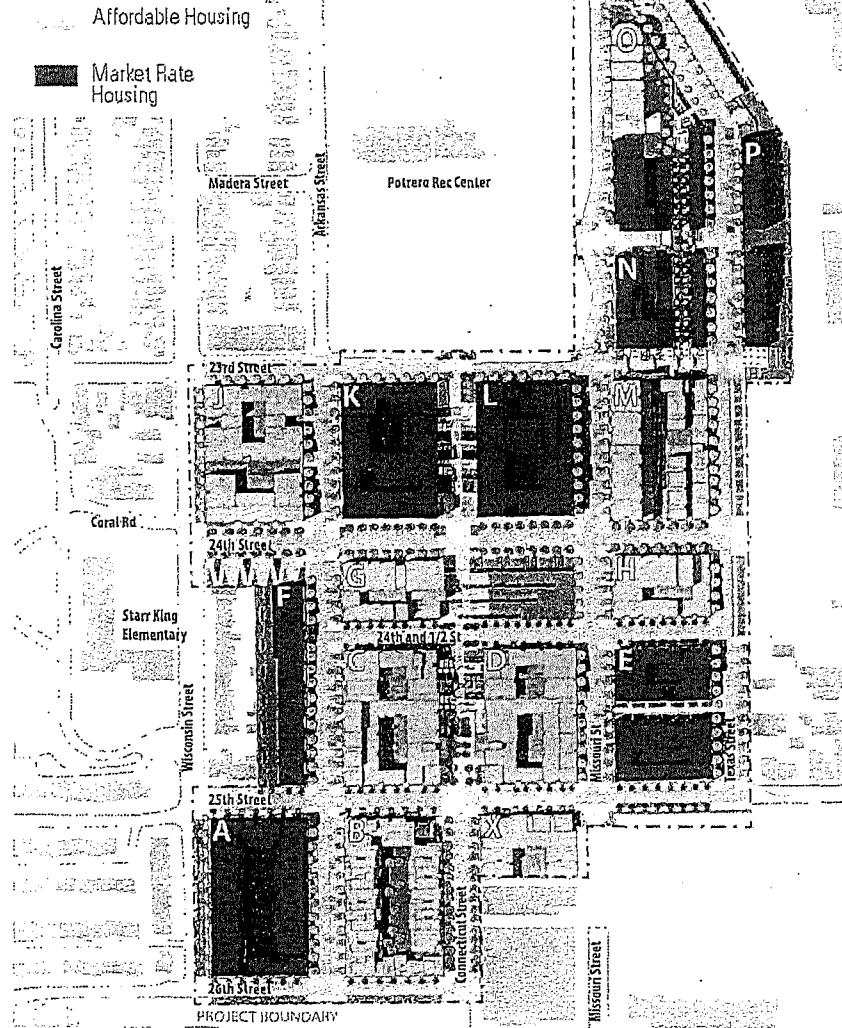 Affordable Housing
Market Rate
Housing
O
Madera Street
Arkansas Street
Potrero Rec Center
P
Carolina Street
N
23rd Street
J
K
L
M
Coral Rd
24th Street
G
H
F
Starr King
Elementary
24th and 1/2 St
C
D
E
Wisconsin Street
Missouri St
Texas Street
25th Street
A
B
X
Connecticut Street
Missouri Street
26th Street
PROJECT BOUNDARY